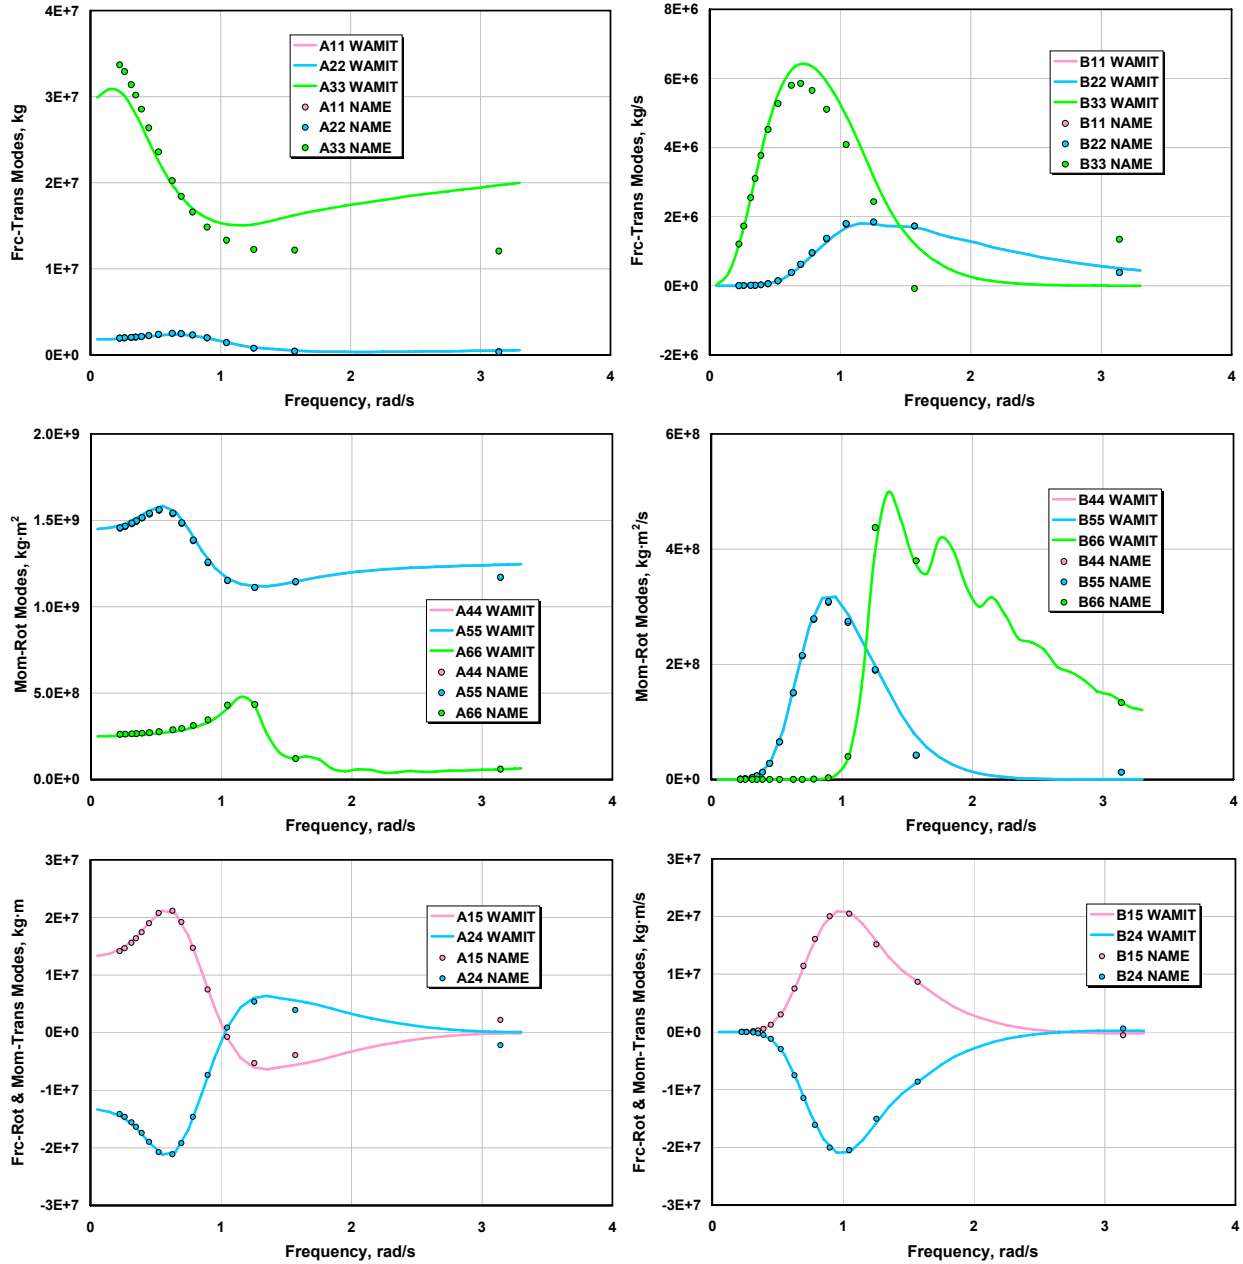 4E+7
3E+7
2E+7
1E+7
0E+0
0 1 2 3 4
Frc-Trans Modes, kg
Frequency, rad/s
A11 WAMIT
A22 WAMIT
A33 WAMIT
A11 NAME
A22 NAME
A33 NAME
8E+6
6E+6
4E+6
2E+6
0E+0
-2E+6
0 1 2 3 4
Frc-Trans Modes, kg/s
Frequency, rad/s
B11 WAMIT
B22 WAMIT
B33 WAMIT
B11 NAME
B22 NAME
B33 NAME
2.0E+9
1.5E+9
1.0E+9
5.0E+8
0.0E+0
0 1 2 3 4
Mom-Rot Modes, kg·m²
Frequency, rad/s
A44 WAMIT
A55 WAMIT
A66 WAMIT
A44 NAME
A55 NAME
A66 NAME
6E+8
4E+8
2E+8
0E+0
0 1 2 3 4
Mom-Rot Modes, kg·m²/s
Frequency, rad/s
B44 WAMIT
B55 WAMIT
B66 WAMIT
B44 NAME
B55 NAME
B66 NAME
3E+7
2E+7
1E+7
0E+0
-1E+7
-2E+7
-3E+7
0 1 2 3 4
Frc-Rot & Mom-Trans Modes, kg·m
Frequency, rad/s
A15 WAMIT
A24 WAMIT
A15 NAME
A24 NAME
3E+7
2E+7
1E+7
0E+0
-1E+7
-2E+7
-3E+7
0 1 2 3 4
Frc-Rot & Mom-Trans Modes, kg·m/s
Frequency, rad/s
B15 WAMIT
B24 WAMIT
B15 NAME
B24 NAME